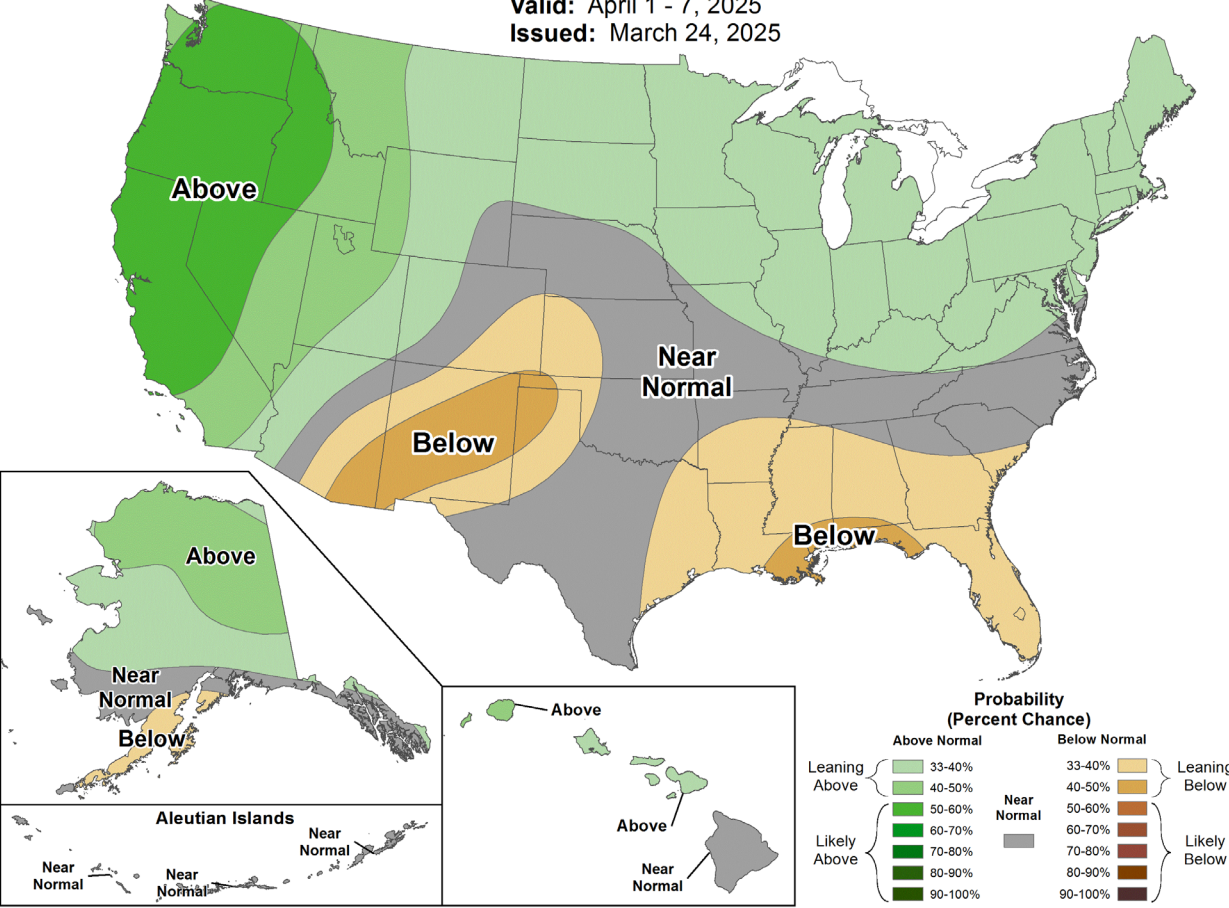 Valid: April 1 - 7, 2025
Issued: March 24, 2025
Above
Near
Normal
Below
Below
Above
Near
Normal
Below
Aleutian Islands
Near
Normal
Near
Normal
Near
Normal
Above
Above
Near
Normal
Probability
(Percent Chance)
Above Normal
Below Normal
Leaning
Above
33-40%
40-50%
Likely
Above
50-60%
60-70%
70-80%
80-90%
90-100%
Near
Normal
33-40%
40-50%
Leaning
Below
50-60%
60-70%
70-80%
80-90%
90-100%
Likely
Below